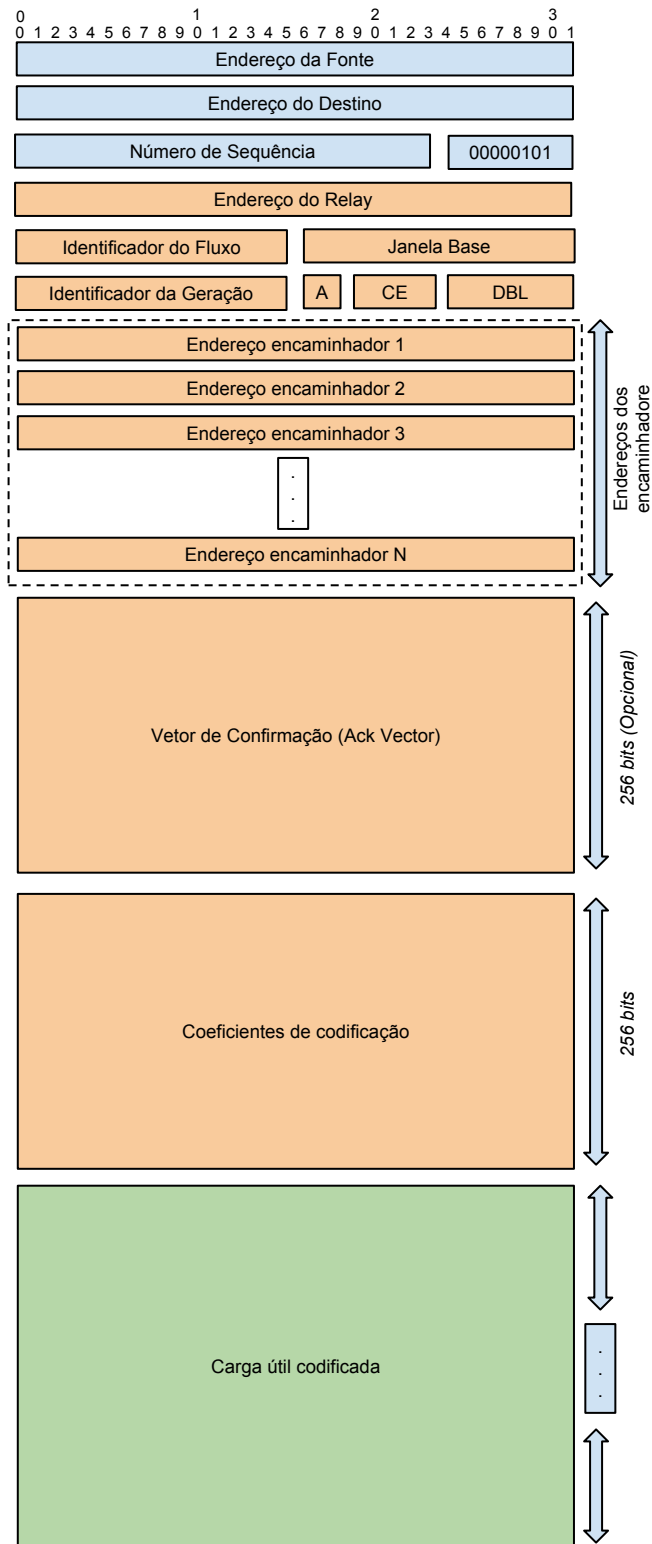 0 1 2 3
0 1 2 3 4 5 6 7 8 9 0 1 2 3 4 5 6 7 8 9 0 1 2 3 4 5 6 7 8 9 0 1
Endereço da Fonte
Endereço do Destino
Número de Sequência
00000101
Endereço do Relay
Identificador do Fluxo
Janela Base
Identificador da Geração
A
CE
DBL
Endereço encaminhador 1
Endereço encaminhador 2
Endereço encaminhador 3
.
.
.
Endereço encaminhador N
Endereços dos
encaminhadore
Vetor de Confirmação (Ack Vector)
256 bits (Opcional)
Coeficientes de codificação
256 bits
Carga útil codificada
.
.
.